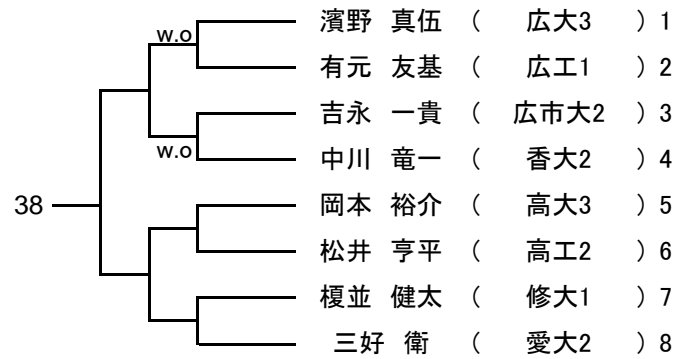 w.o
濱野 真伍 ( 広大3 ) 1
有元 友基 ( 広工1 ) 2
吉永 一貴 ( 広市大2 ) 3
w.o
中川 竜一 ( 香大2 ) 4
38
岡本 裕介 ( 高大3 ) 5
松井 亨平 ( 高工2 ) 6
榎並 健太 ( 修大1 ) 7
三好 衛 ( 愛大2 ) 8